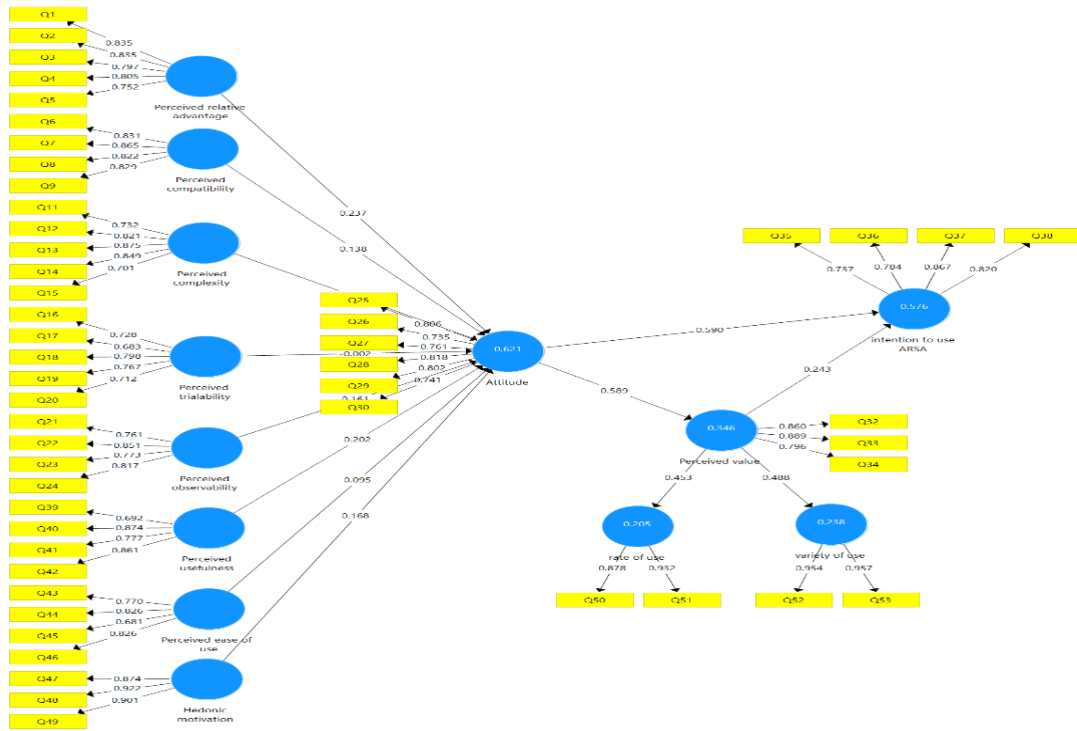 Q1
Q2
Q3
Q4
Q5
0.835
0.835
0.797
0.805
0.752
Perceived relative
advantage
Q6
Q7
Q8
Q9
0.831
0.865
0.822
0.829
Perceived
compatibility
Q11
Q12
Q13
Q14
Q15
0.732
0.821
0.875
0.849
0.701
Perceived
complexity
Q16
Q17
Q18
Q19
Q20
0.728
0.683
0.798
0.767
0.712
Perceived
trialability
Q21
Q22
Q23
Q24
0.761
0.851
0.773
0.817
Perceived
observability
Q39
Q40
Q41
Q42
0.692
0.874
0.777
0.861
Perceived
usefulness
Q43
Q44
Q45
Q46
0.770
0.826
0.681
0.826
Perceived ease of
use
Q47
Q48
Q49
0.874
0.922
0.901
Hedonic
motivation
0.237
0.138
0.002
0.161
0.202
0.095
0.168
Q25
Q26
Q27
Q28
Q29
Q30
0.806
0.735
0.761
0.818
0.802
0.741
0.621
Attitude
0.590
0.589
0.243
Q35
Q36
Q37
Q38
0.737
0.784
0.867
0.820
0.576
intention to use
ARSA
0.346
Perceived value
0.860
0.889
0.796
Q32
Q33
Q34
0.453
0.488
0.205
rate of use
0.878
0.932
Q50
Q51
0.238
variety of use
0.954
0.957
Q52
Q53